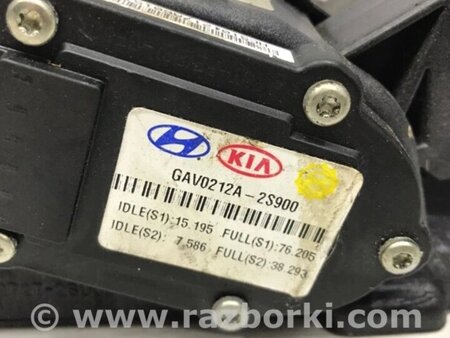 KIA
GAV0212A-2S900
IDLE(S1):15.195 FULL(S1):76.205
IDLE(S2): 7.586 FULL(S2):38.293
www.razborki.com